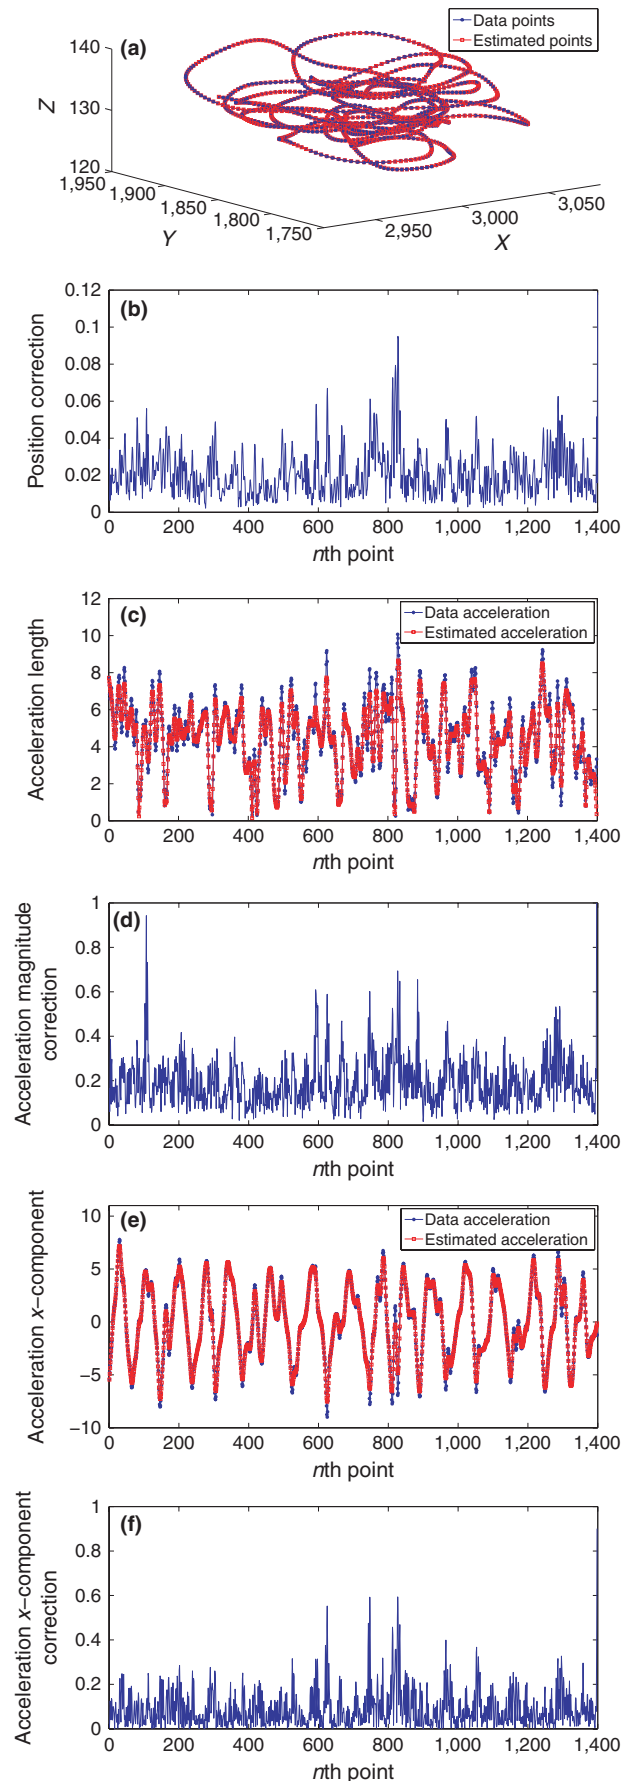 (a)
Data points
Estimated points
140
130
120
Z
1,950
1,900
1,850
1,800
1,750
Y
2,950
3,000
3,050
X
(b)
Position correction
0.12
0.1
0.08
0.06
0.04
0.02
0
0 200 400 600 800 1,000 1,200 1,400
nth point
(c)
Data acceleration
Estimated acceleration
Acceleration length
12
10
8
6
4
2
0
0 200 400 600 800 1,000 1,200 1,400
nth point
(d)
Acceleration magnitude
correction
1
0.8
0.6
0.4
0.2
0
0 200 400 600 800 1,000 1,200 1,400
nth point
(e)
Data acceleration
Estimated acceleration
Acceleration x–component
10
5
0
−5
−10
0 200 400 600 800 1,000 1,200 1,400
nth point
(f)
Acceleration x–component
correction
1
0.8
0.6
0.4
0.2
0
0 200 400 600 800 1,000 1,200 1,400
nth point